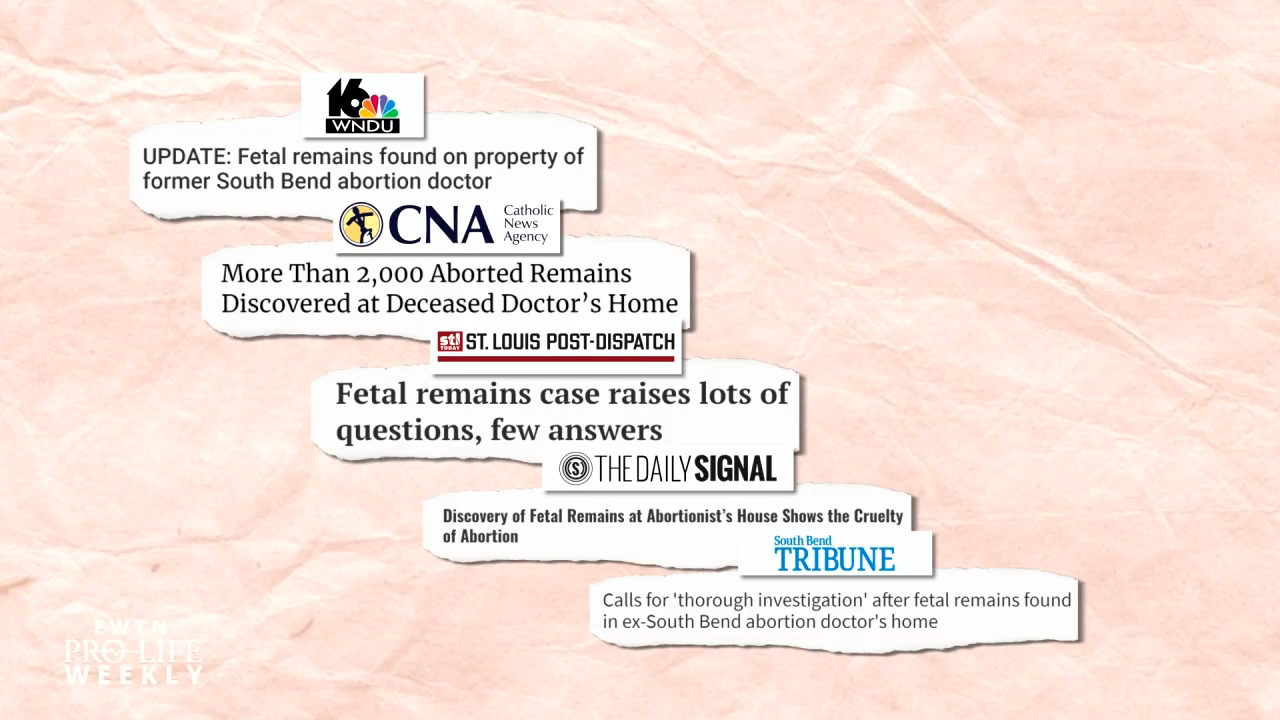 16
WNDU
UPDATE: Fetal remains found on property of
former South Bend abortion doctor
CNA
Catholic
News
Agency
More Than 2,000 Aborted Remains
Discovered at Deceased Doctor's Home
stl
TODAY
ST. LOUIS POST-DISPATCH
Fetal remains case raises lots of
questions, few answers
S
THE DAILY SIGNAL
Discovery of Fetal Remains at Abortionist's House Shows the Cruelty
of Abortion
South Bend
TRIBUNE
Calls for 'thorough investigation' after fetal remains found
in ex-South Bend abortion doctor's home
EWTN
PRO-LIFE
WEEKLY